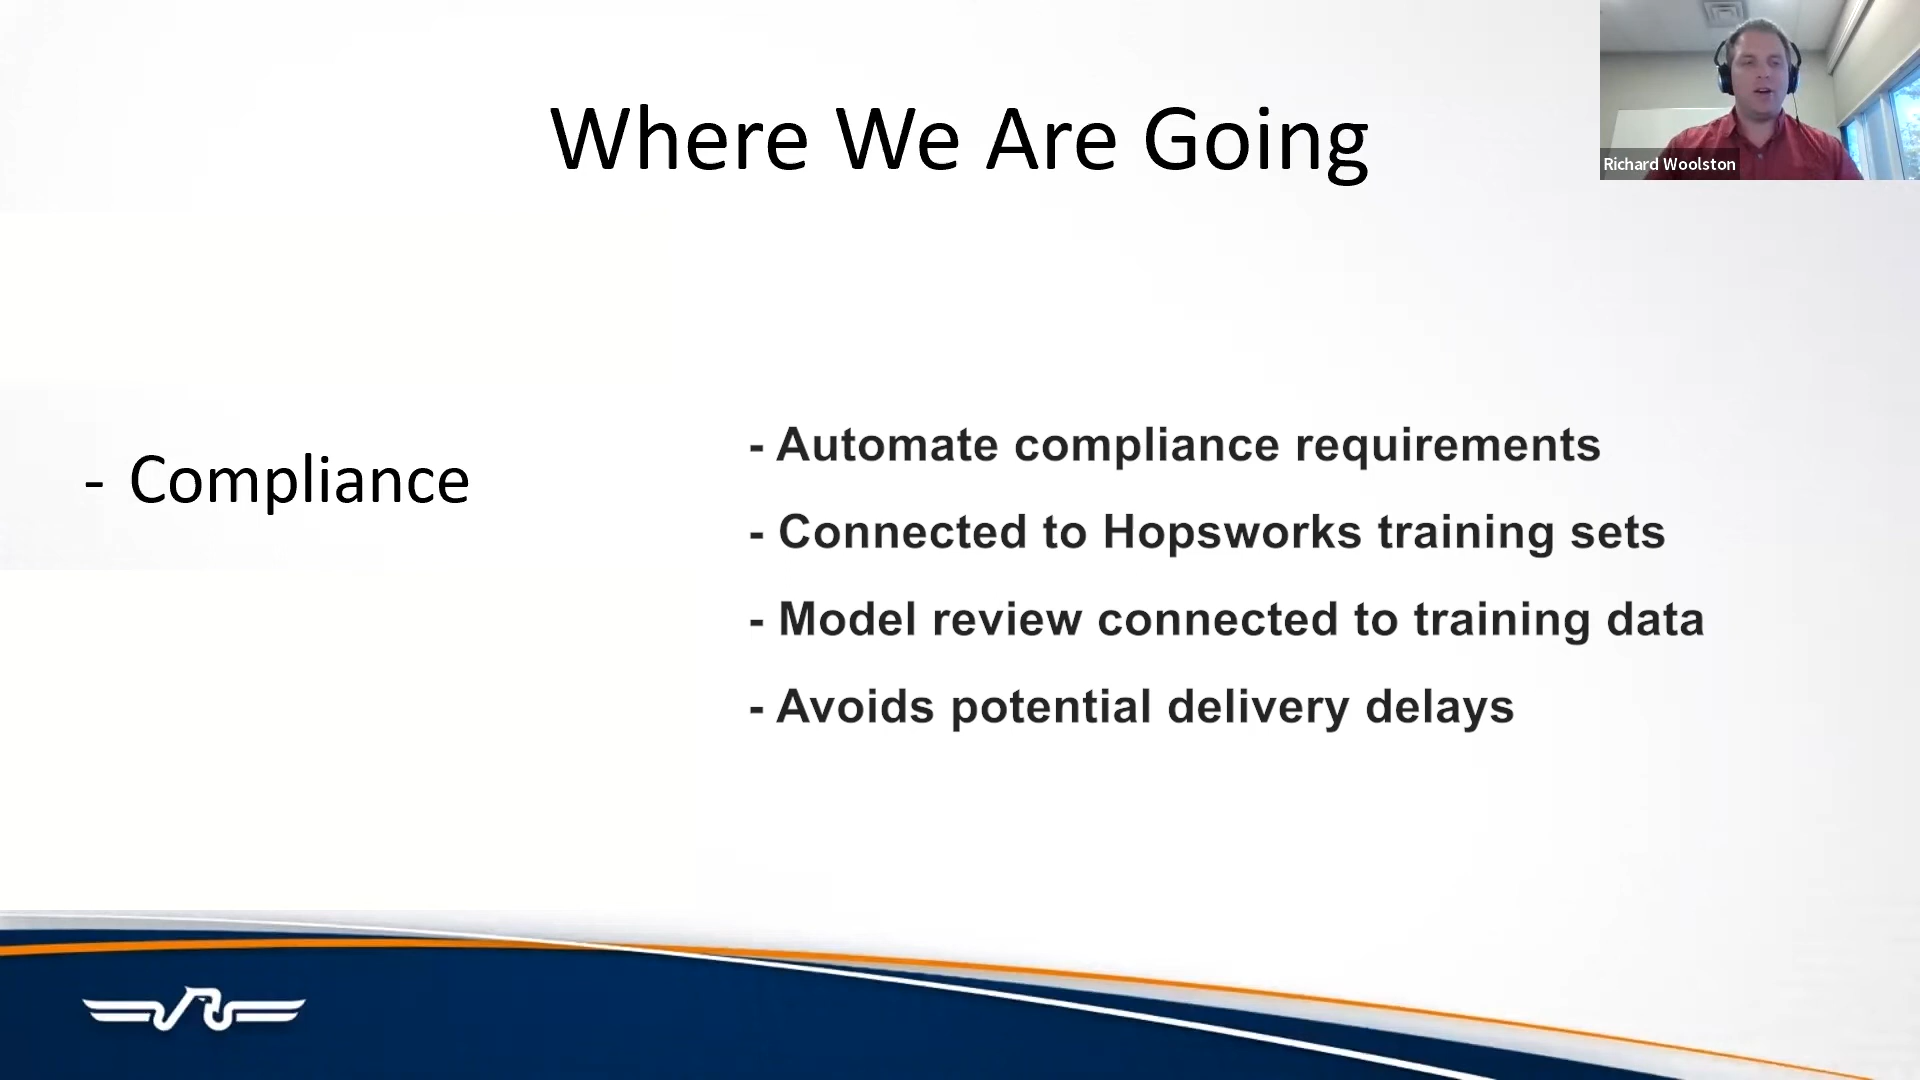 Where We Are Going
Richard Woolston
- Compliance
- Automate compliance requirements
- Connected to Hopsworks training sets
- Model review connected to training data
- Avoids potential delivery delays